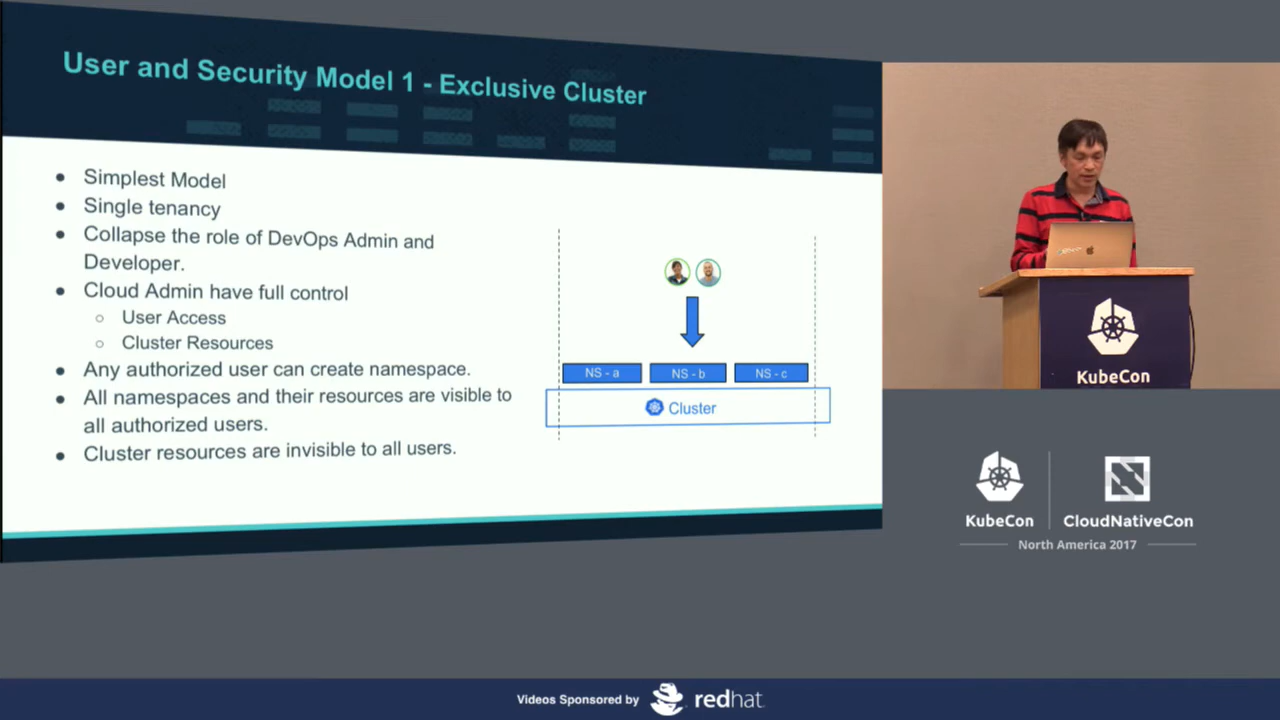 User and Security Model 1 - Exclusive Cluster
Simplest Model
Single tenancy
Collapse the role of DevOps Admin and
Developer.
Cloud Admin have full control
User Access
Cluster Resources
Any authorized user can create namespace.
All namespaces and their resources are visible to
all authorized users.
Cluster resources are invisible to all users.
NS - a
NS - b
NS - c
Cluster
KubeCon
KubeCon
CloudNativeCon
North America 2017
Videos Sponsored by
redhat